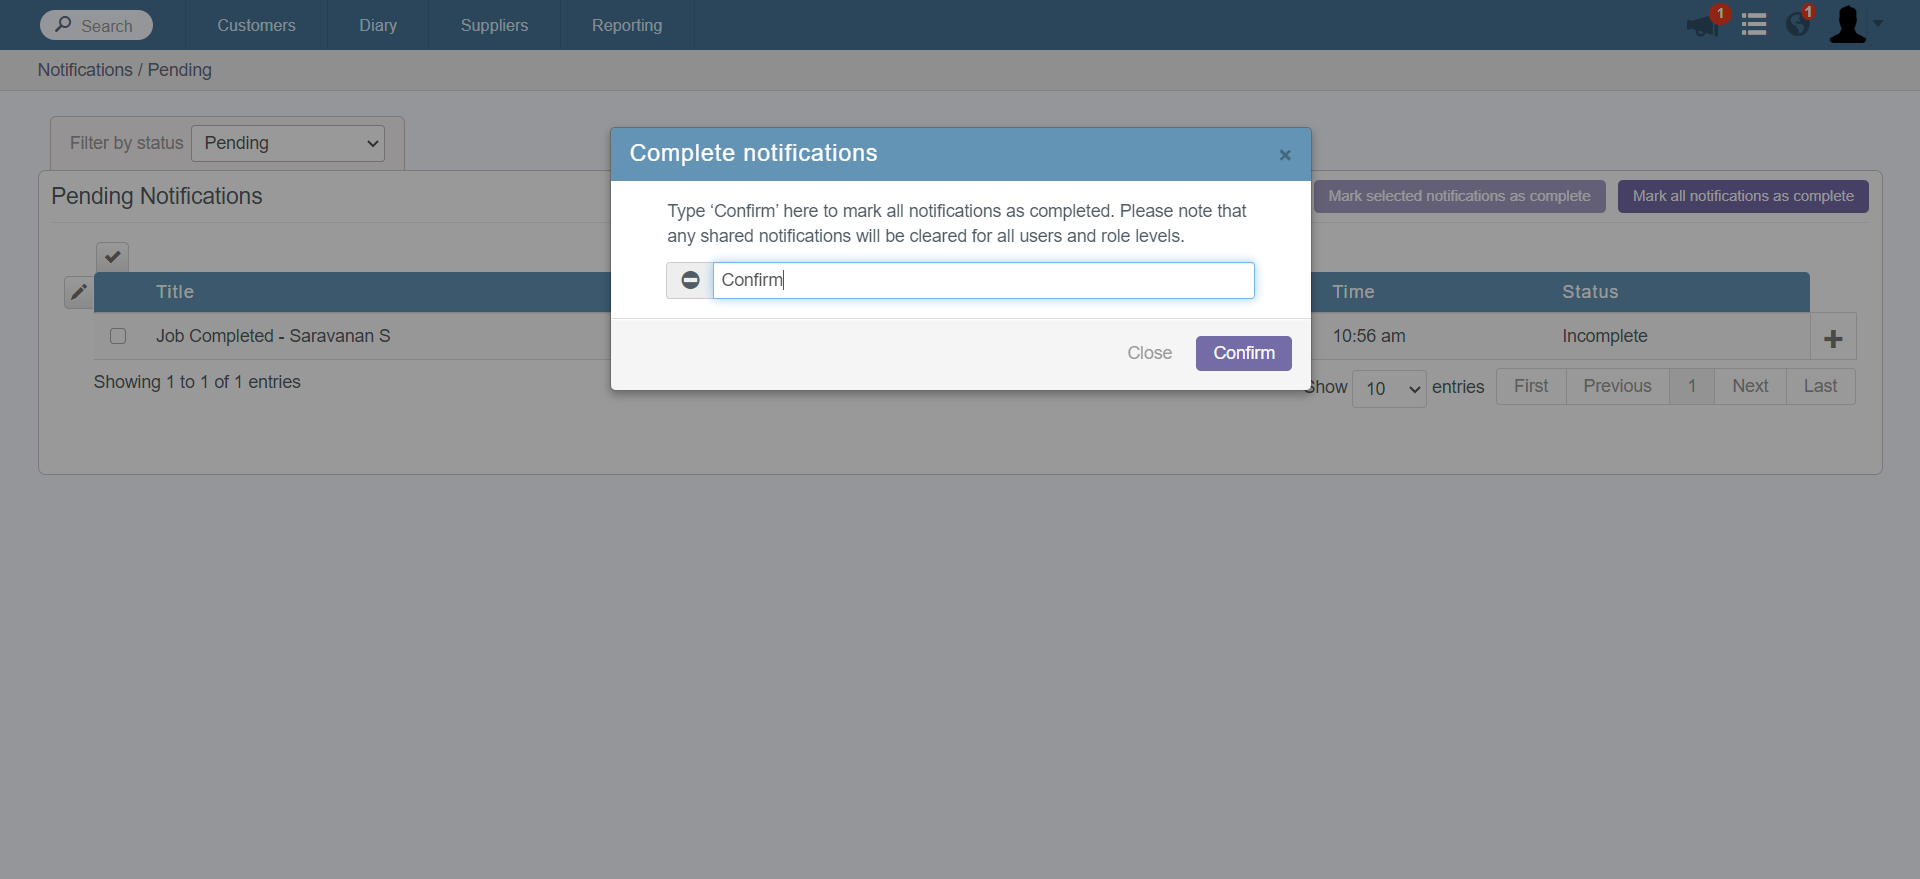 Search
Customers
Diary
Suppliers
Reporting
1
1
Notifications / Pending
Filter by status
Pending
Complete notifications
×
Pending Notifications
Mark selected notifications as complete
Mark all notifications as complete
Type ‘Confirm’ here to mark all notifications as completed. Please note that
any shared notifications will be cleared for all users and role levels.
Confirm
Title
Time
Status
Job Completed - Saravanan S
10:56 am
Incomplete
Close
Confirm
Showing 1 to 1 of 1 entries
Show
10
entries
First
Previous
1
Next
Last